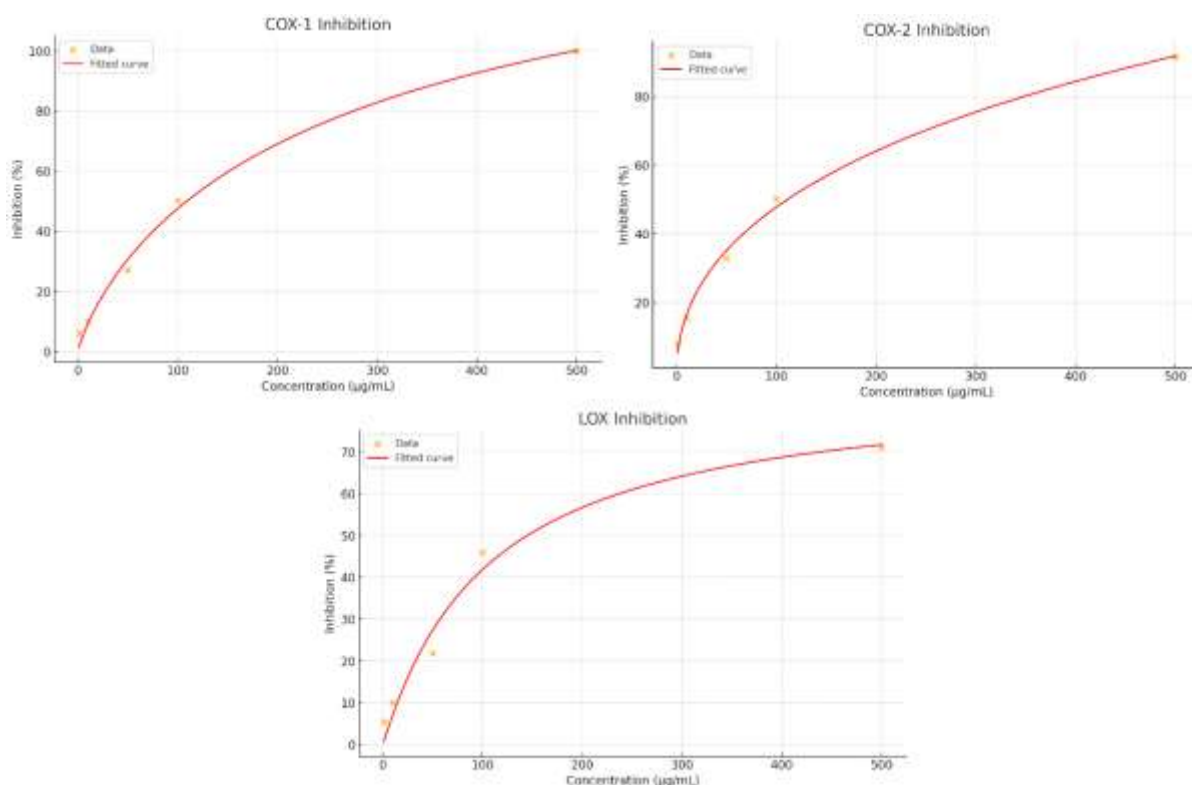 COX-1 Inhibition
Data
Fitted curve
100
80
60
40
20
0
Inhibition (%)
0 100 200 300 400 500
Concentration (µg/mL)
COX-2 Inhibition
Data
Fitted curve
80
60
40
20
Inhibition (%)
0 100 200 300 400 500
Concentration (µg/mL)
LOX Inhibition
Data
Fitted curve
70
60
50
40
30
20
10
0
Inhibition (%)
0 100 200 300 400 500
Concentration (µg/mL)